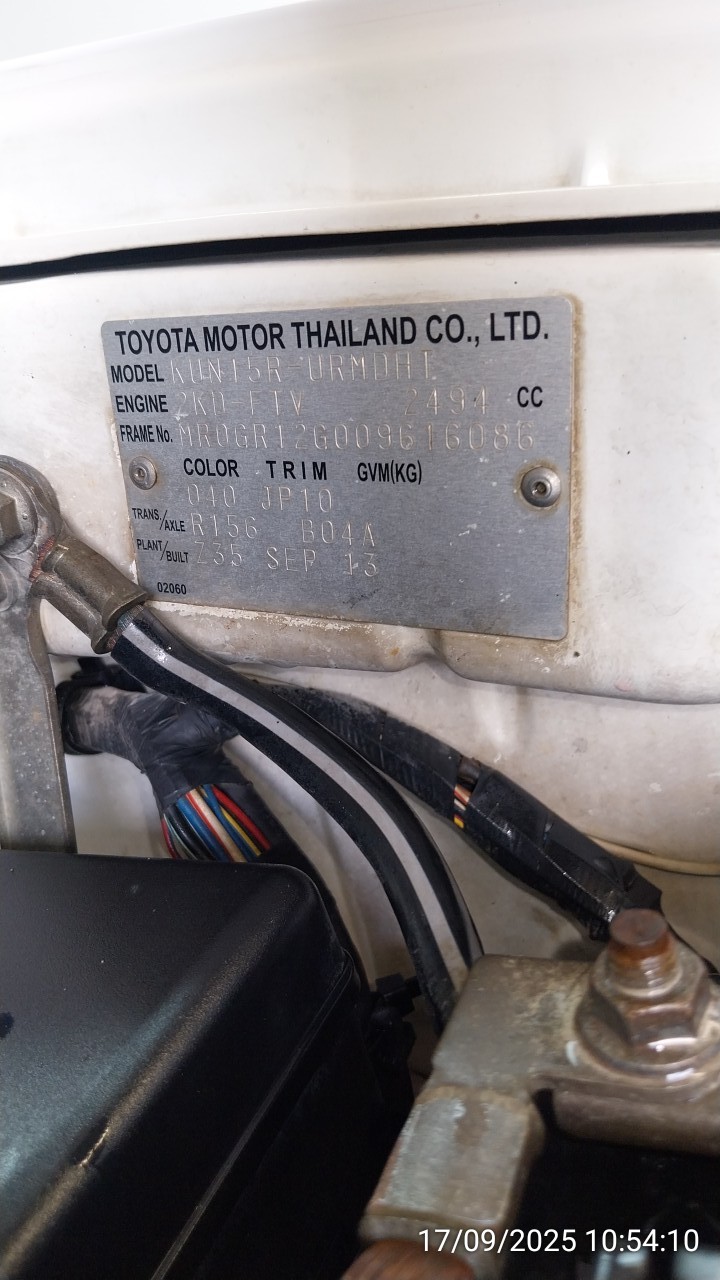 TOYOTA MOTOR THAILAND CO., LTD.
MODEL KUN15R-URMDHT
ENGINE 2KD-FTV 2494 CC
FRAME No. MR0GR12G009616086
COLOR TRIM GVM(KG)
040 JP10
TRANS./AXLE R156 B04A
PLANT/BUILT Z35 SEP 13
02060
17/09/2025 10:54:10